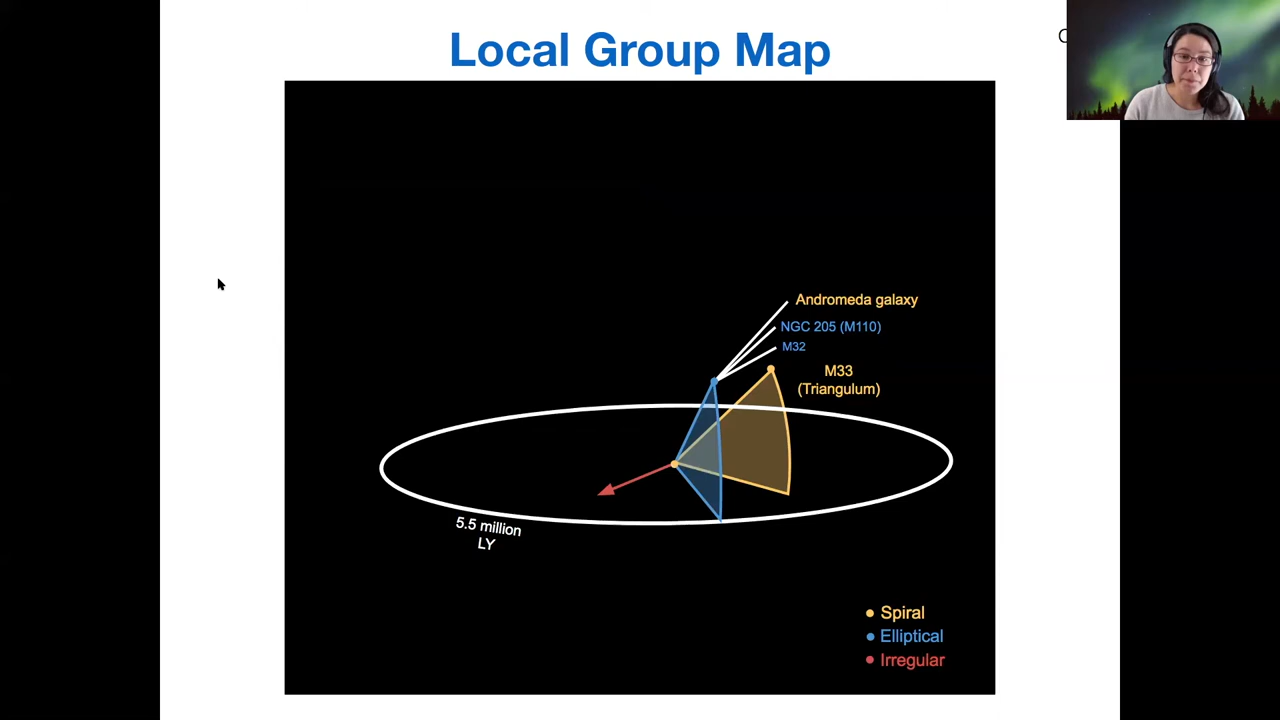 Local Group Map
Andromeda galaxy
NGC 205 (M110)
M32
M33
(Triangulum)
5.5 million
LY
Spiral
Elliptical
Irregular